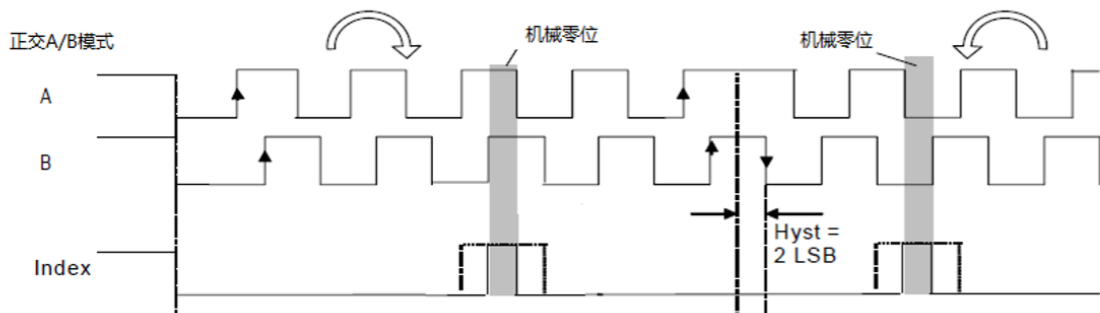 正交A/B模式
机械零位
机械零位
A
B
Hyst =
2 LSB
Index